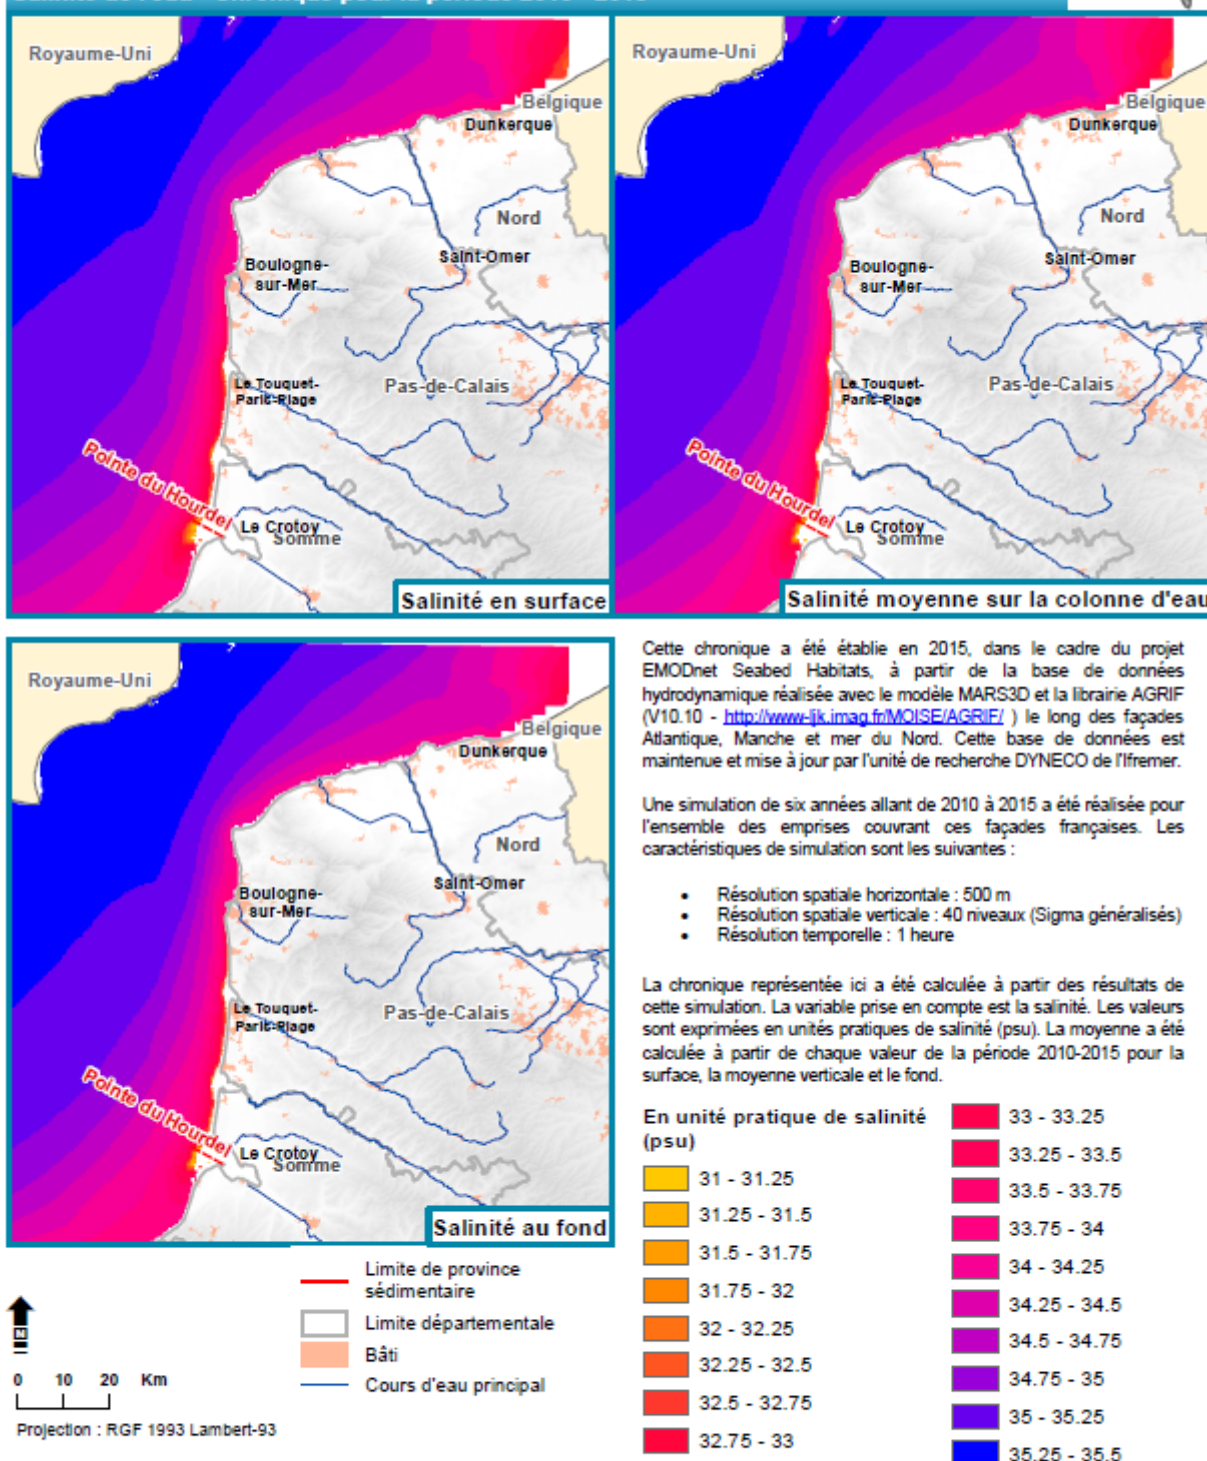 Salinité de l'eau - Chronique pour la période 2010 - 2015
Royaume-Uni
Belgique
Dunkerque
Nord
Saint-Omer
Boulogne-
sur-Mer
Le Touquet-
Paris-Plage
Pas-de-Calais
Pointe du Hourdel
Le Crotoy
Somme
Salinité en surface
Royaume-Uni
Belgique
Dunkerque
Nord
Saint-Omer
Boulogne-
sur-Mer
Le Touquet-
Paris-Plage
Pas-de-Calais
Pointe du Hourdel
Le Crotoy
Somme
Salinité moyenne sur la colonne d'eau
Royaume-Uni
Belgique
Dunkerque
Nord
Saint-Omer
Boulogne-
sur-Mer
Le Touquet-
Paris-Plage
Pas-de-Calais
Pointe du Hourdel
Le Crotoy
Somme
Salinité au fond
Cette chronique a été établie en 2015, dans le cadre du projet
EMODnet Seabed Habitats, à partir de la base de données
hydrodynamique réalisée avec le modèle MARS3D et la librairie AGRIF
(V10.10 - http://www-ljk.imag.fr/MOISE/AGRIF/ ) le long des façades
Atlantique, Manche et mer du Nord. Cette base de données est
maintenue et mise à jour par l'unité de recherche DYNECO de l'Ifremer.
Une simulation de six années allant de 2010 à 2015 a été réalisée pour
l'ensemble des emprises couvrant ces façades françaises. Les
caractéristiques de simulation sont les suivantes :
• Résolution spatiale horizontale : 500 m
• Résolution spatiale verticale : 40 niveaux (Sigma généralisés)
• Résolution temporelle : 1 heure
La chronique représentée ici a été calculée à partir des résultats de
cette simulation. La variable prise en compte est la salinité. Les valeurs
sont exprimées en unités pratiques de salinité (psu). La moyenne a été
calculée à partir de chaque valeur de la période 2010-2015 pour la
surface, la moyenne verticale et le fond.
En unité pratique de salinité
(psu)
31 - 31.25
31.25 - 31.5
31.5 - 31.75
31.75 - 32
32 - 32.25
32.25 - 32.5
32.5 - 32.75
32.75 - 33
33 - 33.25
33.25 - 33.5
33.5 - 33.75
33.75 - 34
34 - 34.25
34.25 - 34.5
34.5 - 34.75
34.75 - 35
35 - 35.25
35.25 - 35.5
Limite de province
sédimentaire
Limite départementale
Bâti
Cours d'eau principal
N
0 10 20 Km
Projection : RGF 1993 Lambert-93